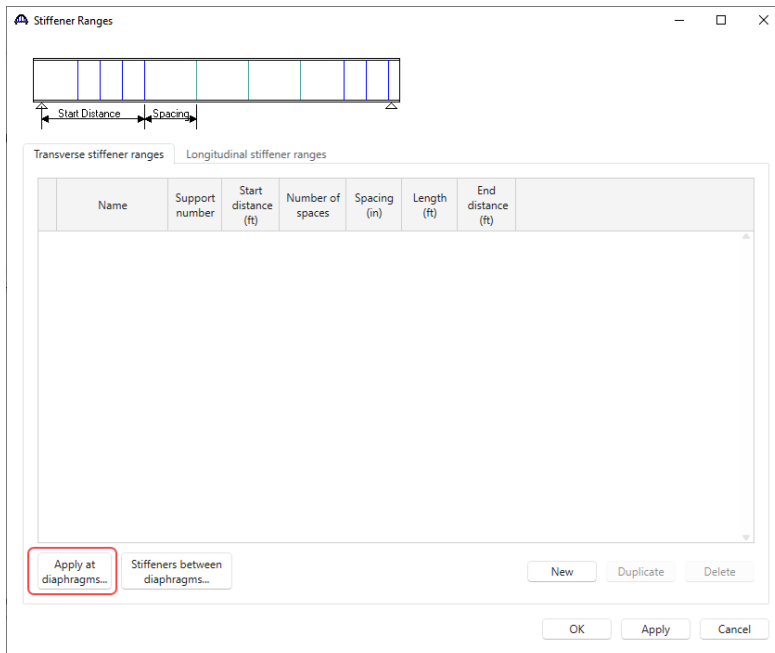 Stiffener Ranges
Start Distance
Spacing
Transverse stiffener ranges
Longitudinal stiffener ranges
Name
Support
number
Start
distance
(ft)
Number of
spaces
Spacing
(in)
Length
(ft)
End
distance
(ft)
Apply at
diaphragms...
Stiffeners between
diaphragms...
New
Duplicate
Delete
OK
Apply
Cancel